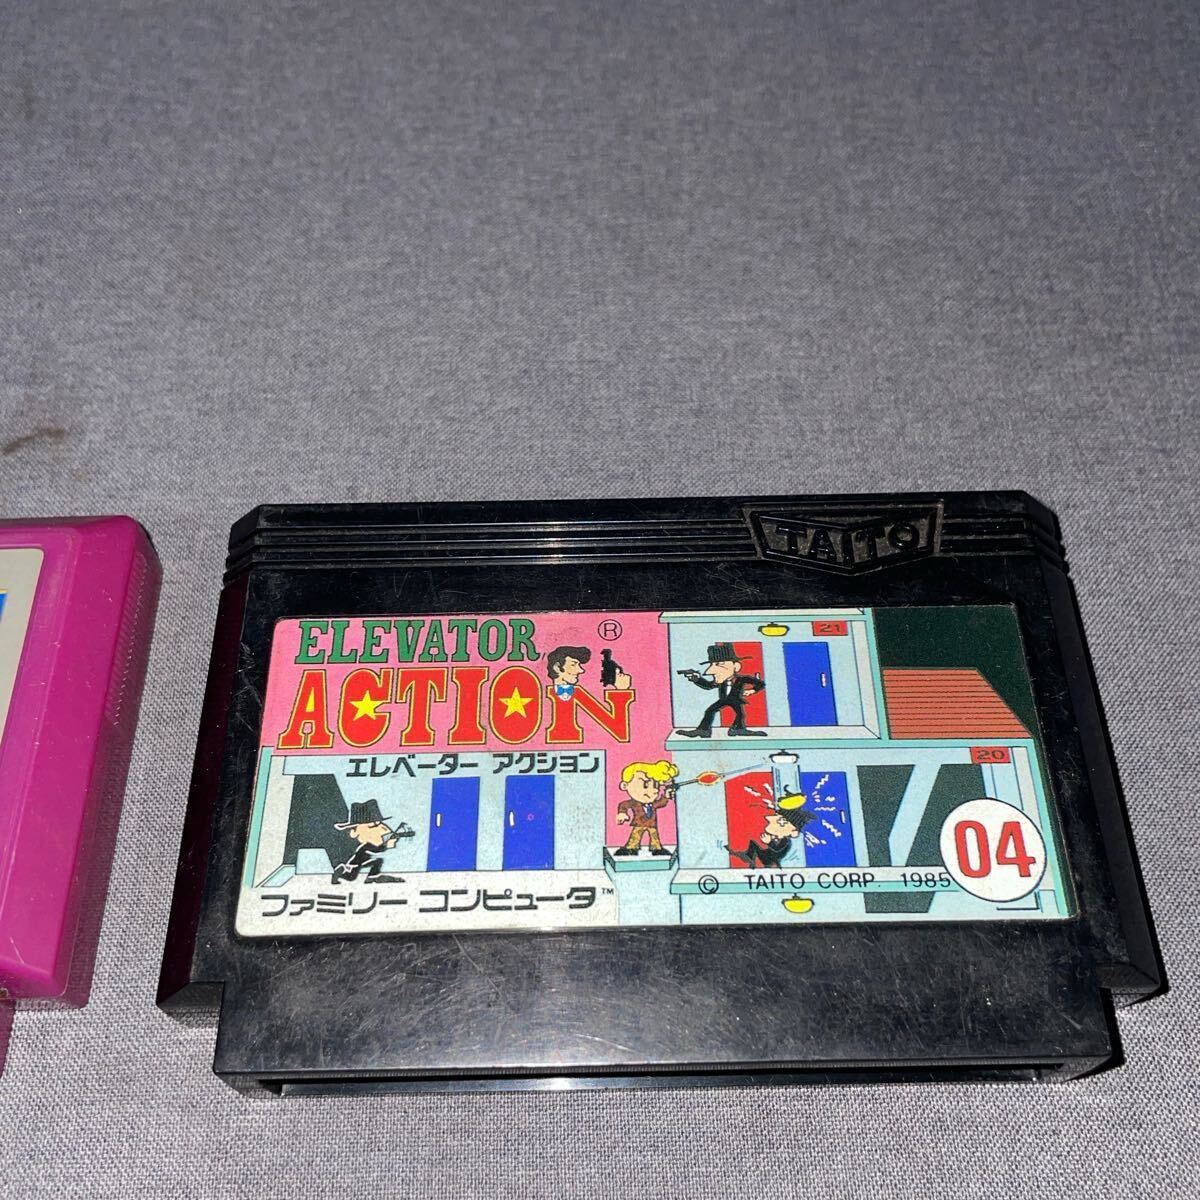 TAITO
ELEVATOR
®
ACTION
エレベーター アクション
21
20
04
© TAITO CORP. 1985
ファミリー コンピュータ™